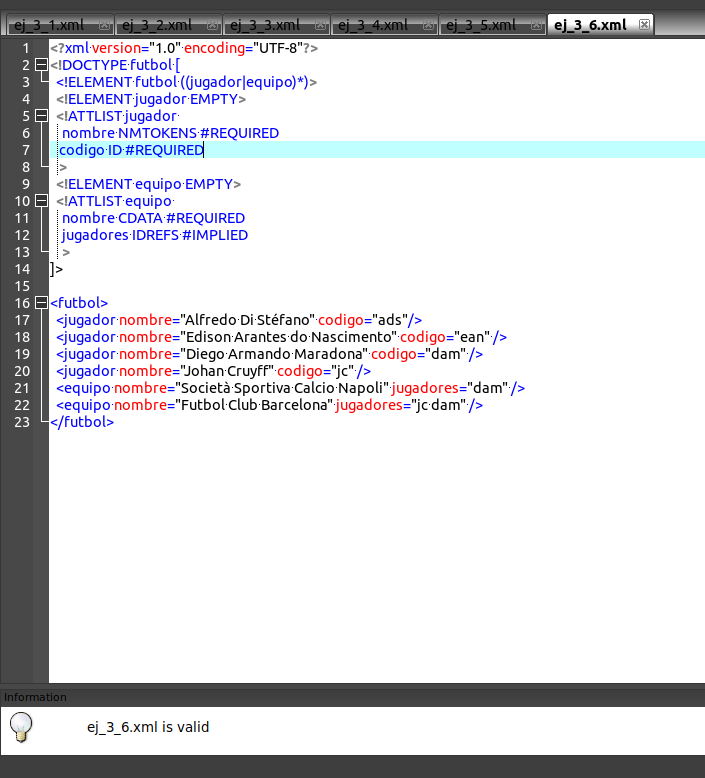 ej_3_1.xml ej_3_2.xml ej_3_3.xml ej_3_4.xml ej_3_5.xml ej_3_6.xml
1 <?xml version="1.0" encoding="UTF-8"?>
2 <!DOCTYPE futbol [
3 <!ELEMENT futbol ((jugador|equipo)*)>
4 <!ELEMENT jugador EMPTY>
5 <!ATTLIST jugador
6 nombre NMTOKENS #REQUIRED
7 codigo ID #REQUIRED
8 >
9 <!ELEMENT equipo EMPTY>
10 <!ATTLIST equipo
11 nombre CDATA #REQUIRED
12 jugadores IDREFS #IMPLIED
13 >
14 ]>
15
16 <futbol>
17 <jugador nombre="Alfredo Di Stéfano" codigo="ads"/>
18 <jugador nombre="Edison Arantes do Nascimento" codigo="ean" />
19 <jugador nombre="Diego Armando Maradona" codigo="dam" />
20 <jugador nombre="Johan Cruyff" codigo="jc" />
21 <equipo nombre="Società Sportiva Calcio Napoli" jugadores="dam" />
22 <equipo nombre="Futbol Club Barcelona" jugadores="jc dam" />
23 </futbol>
Information
ej_3_6.xml is valid